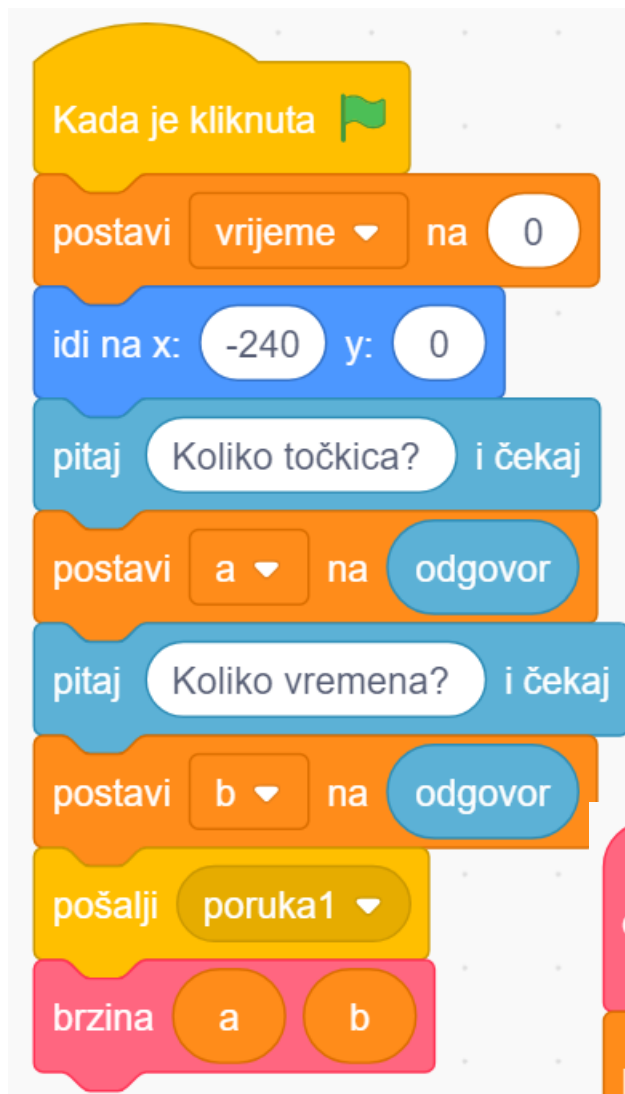 Kada je kliknuta
postavi vrijeme na 0
idi na x: -240 y: 0
pitaj Koliko točkica? i čekaj
postavi a na odgovor
pitaj Koliko vremena? i čekaj
postavi b na odgovor
pošalji poruka1
brzina a b